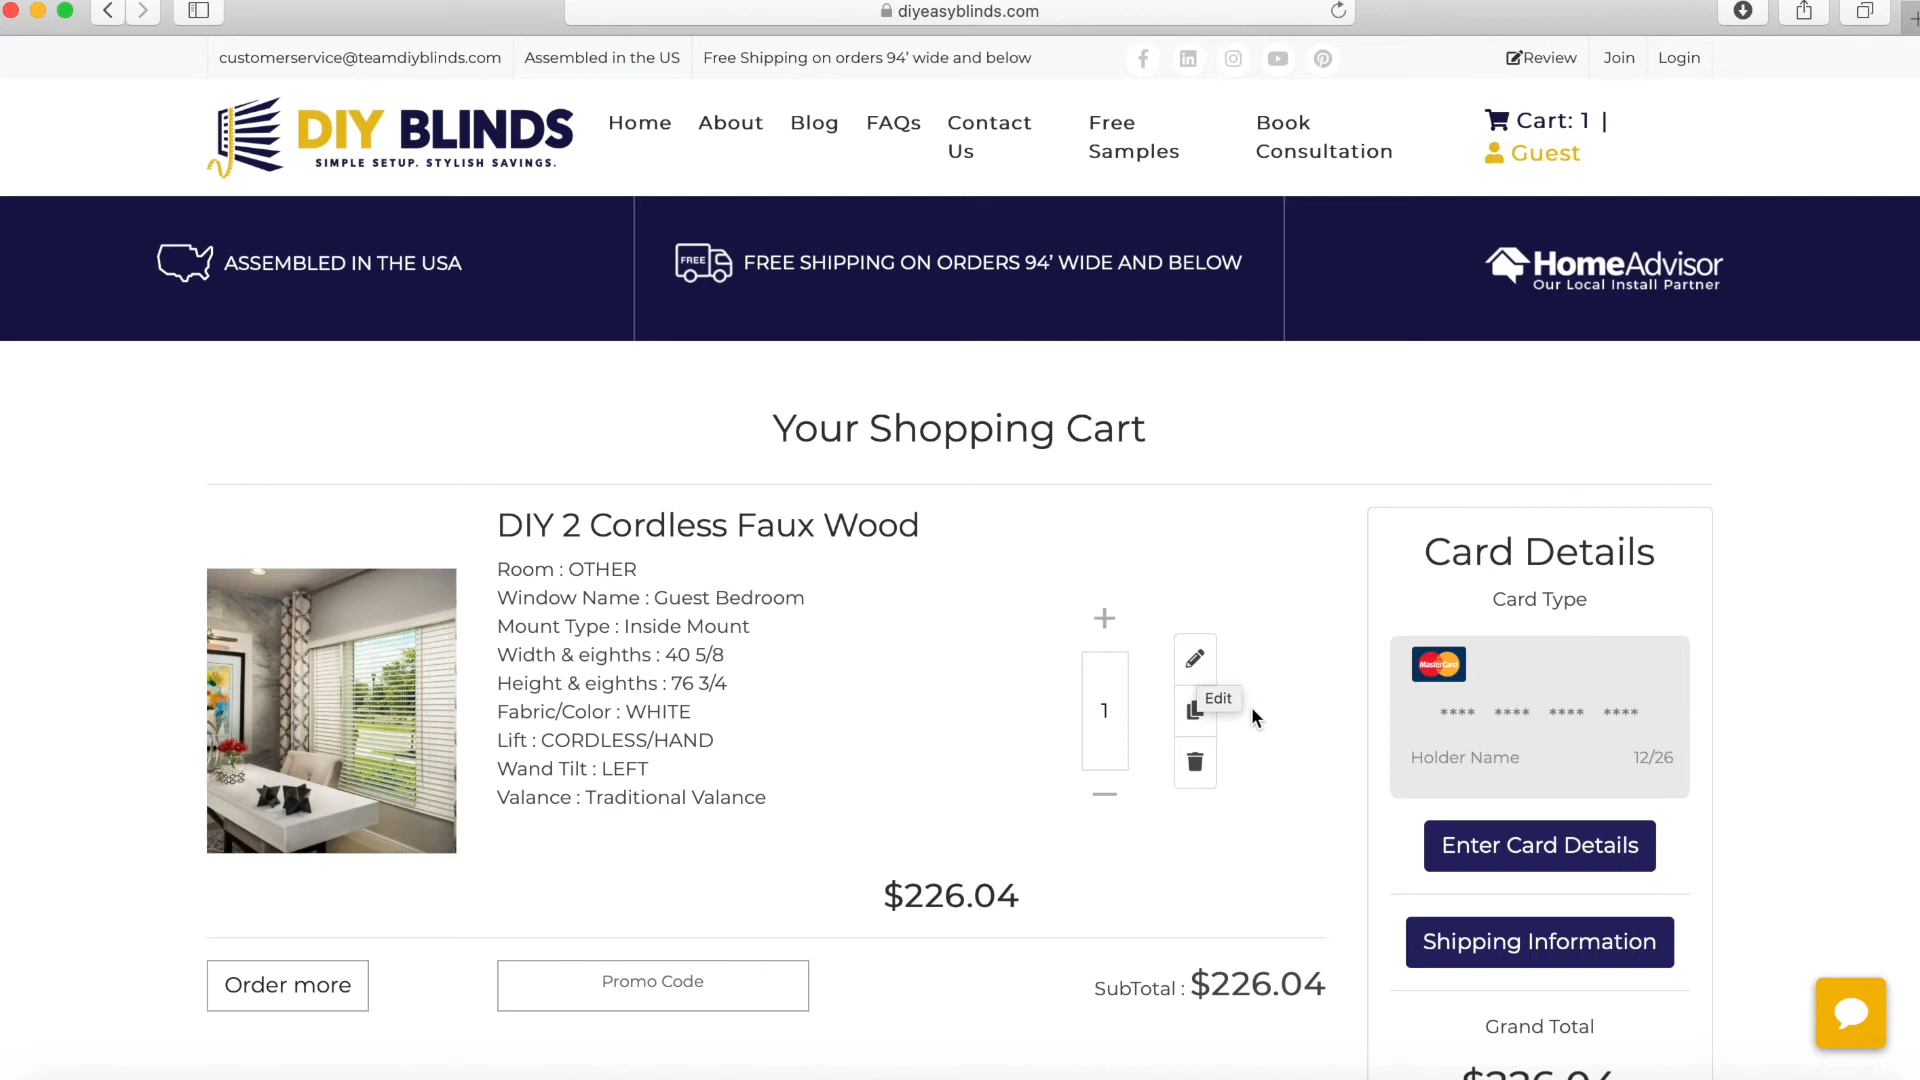 diyeasyblinds.com
customerservice@teamdiyblinds.com
Assembled in the US
Free Shipping on orders 94’ wide and below
Review
Join
Login
DIY BLINDS
SIMPLE SETUP. STYLISH SAVINGS.
Home
About
Blog
FAQs
Contact
Us
Free
Samples
Book
Consultation
Cart: 1 |
Guest
ASSEMBLED IN THE USA
FREE
FREE SHIPPING ON ORDERS 94’ WIDE AND BELOW
HomeAdvisor
Our Local Install Partner
Your Shopping Cart
DIY 2 Cordless Faux Wood
Room : OTHER
Window Name : Guest Bedroom
Mount Type : Inside Mount
Width & eighths : 40 5/8
Height & eighths : 76 3/4
Fabric/Color : WHITE
Lift : CORDLESS/HAND
Wand Tilt : LEFT
Valance : Traditional Valance
+
1
—
Edit
$226.04
Order more
Promo Code
SubTotal : $226.04
Card Details
Card Type
MasterCard
**** **** **** ****
Holder Name
12/26
Enter Card Details
Shipping Information
Grand Total